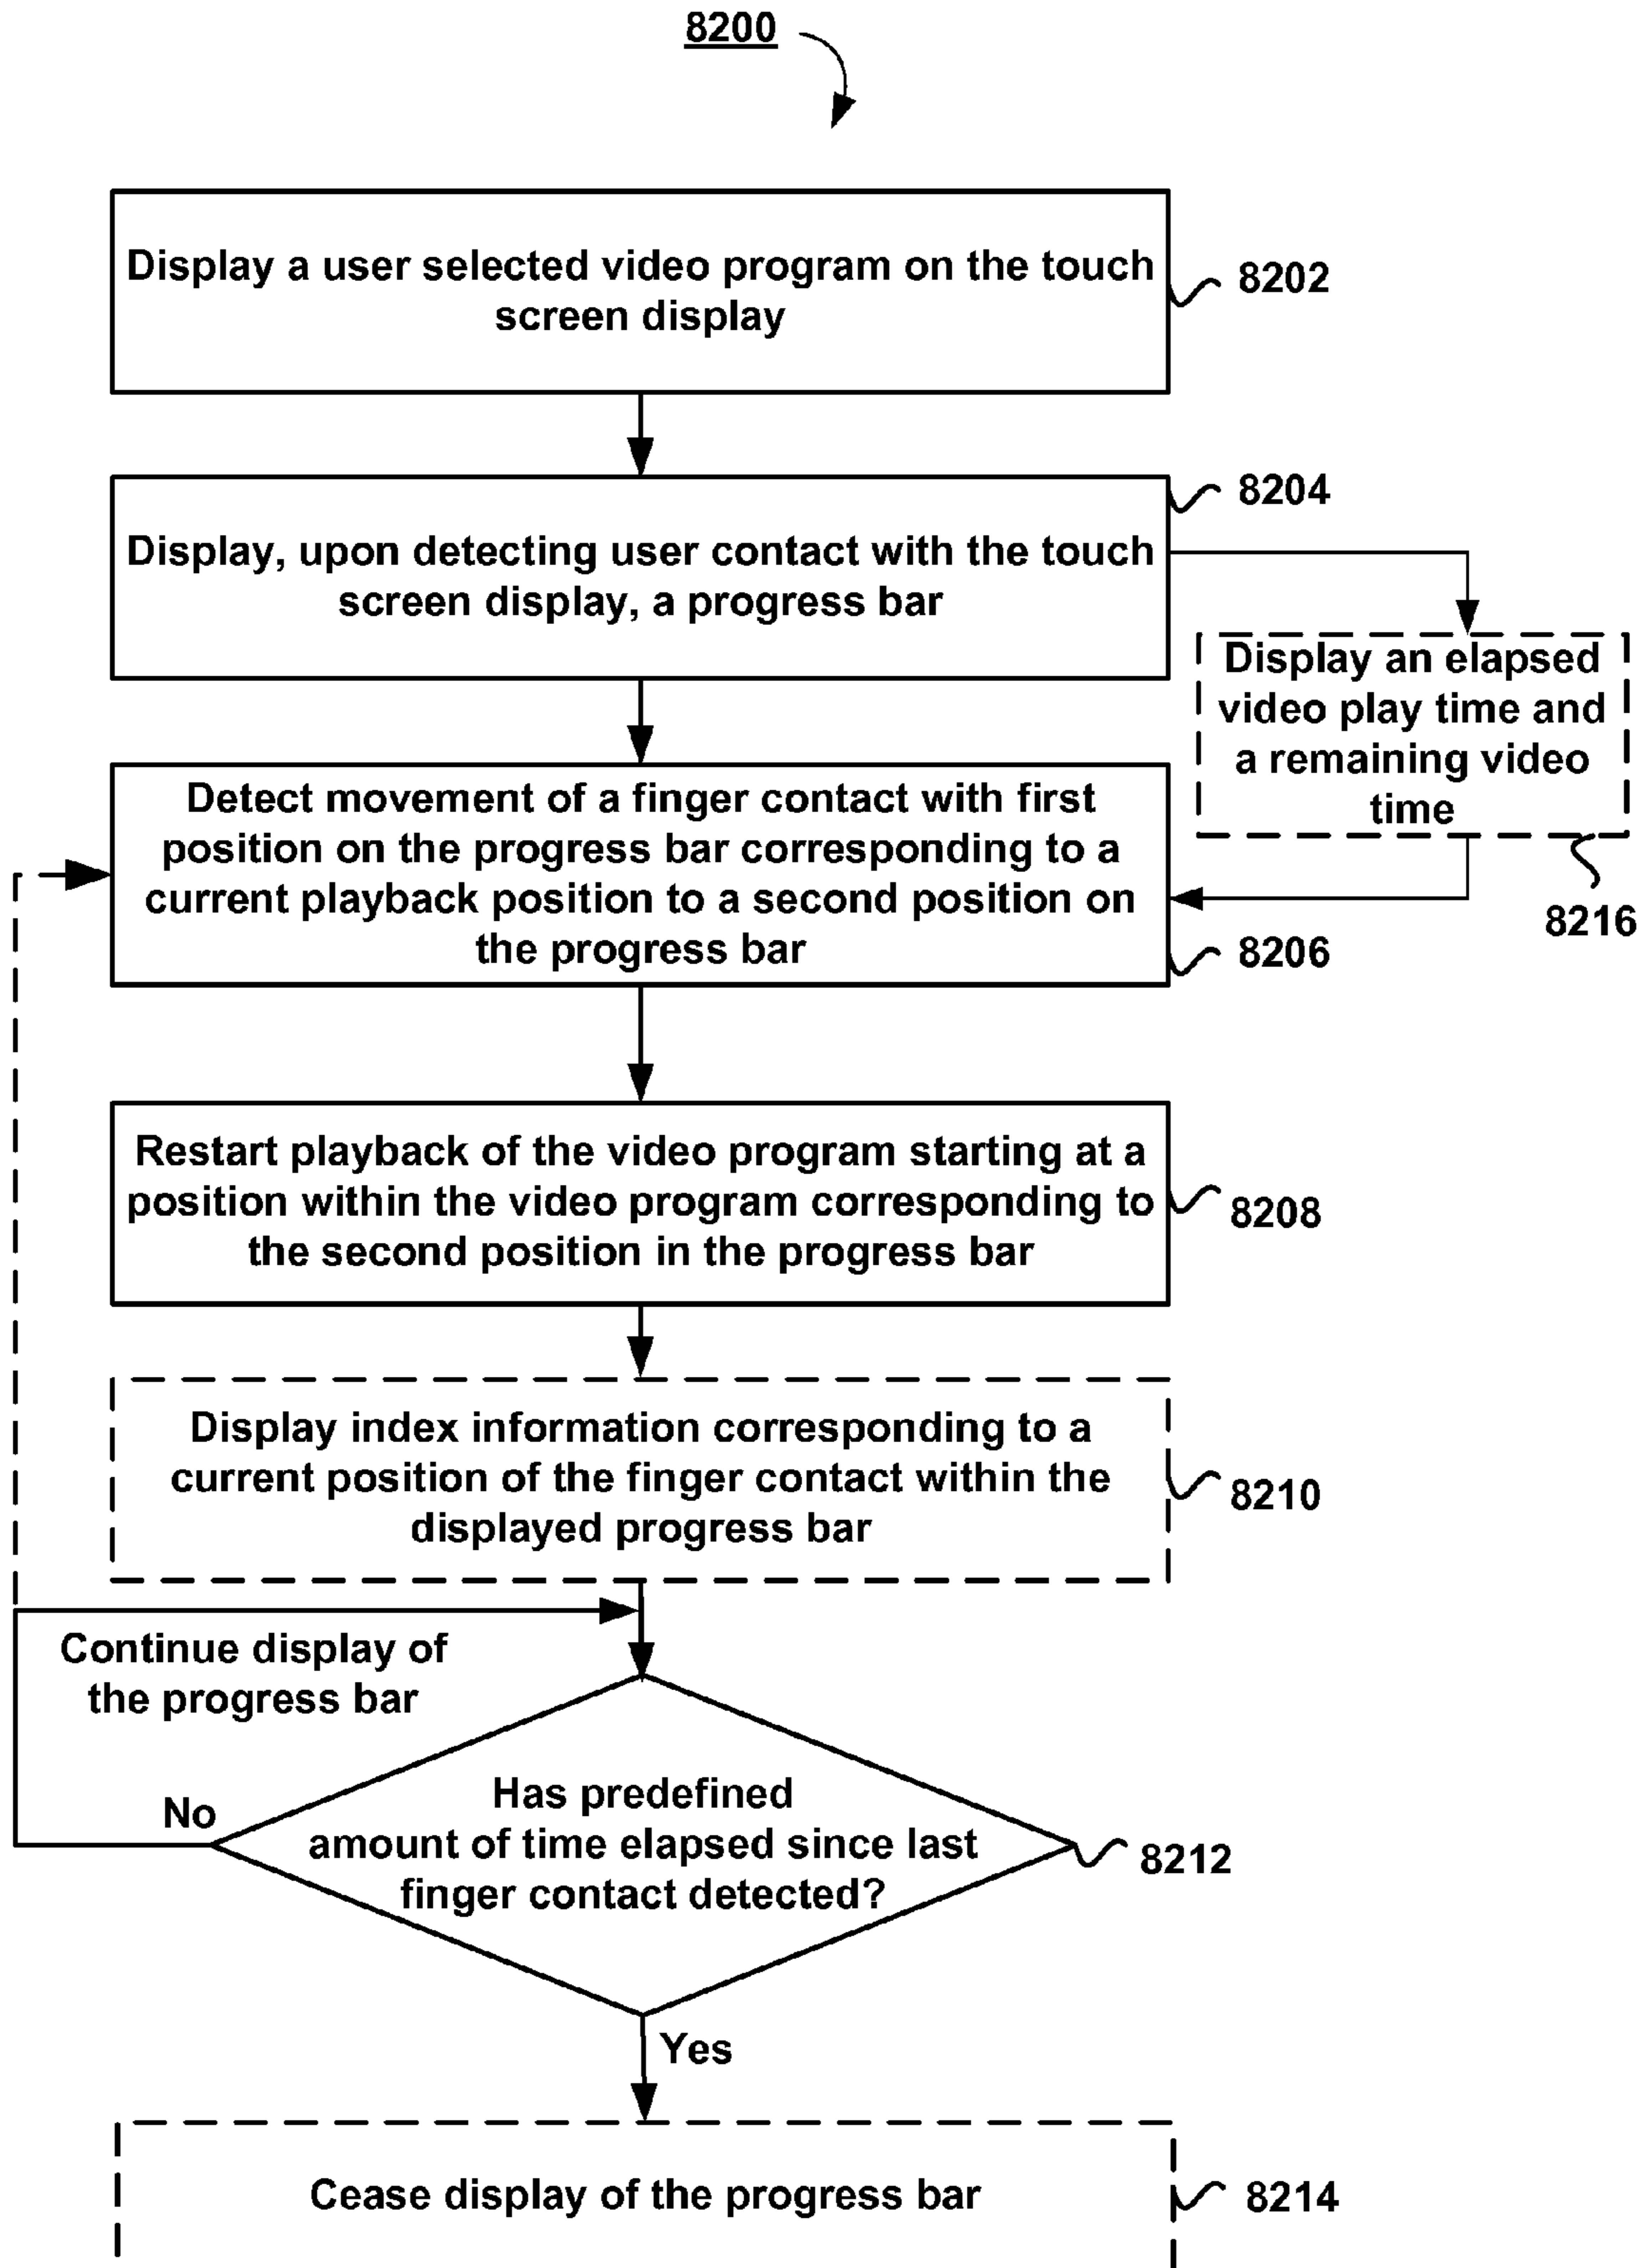 8200
Display a user selected video program on the touch
screen display
8202
8204
Display, upon detecting user contact with the touch
screen display, a progress bar
Display an elapsed
video play time and
a remaining video
time
8216
Detect movement of a finger contact with first
position on the progress bar corresponding to a
current playback position to a second position on
the progress bar
8206
Restart playback of the video program starting at a
position within the video program corresponding to
the second position in the progress bar
8208
Display index information corresponding to a
current position of the finger contact within the
displayed progress bar
8210
Continue display of
the progress bar
No
Has predefined
amount of time elapsed since last
finger contact detected?
8212
Yes
Cease display of the progress bar
8214